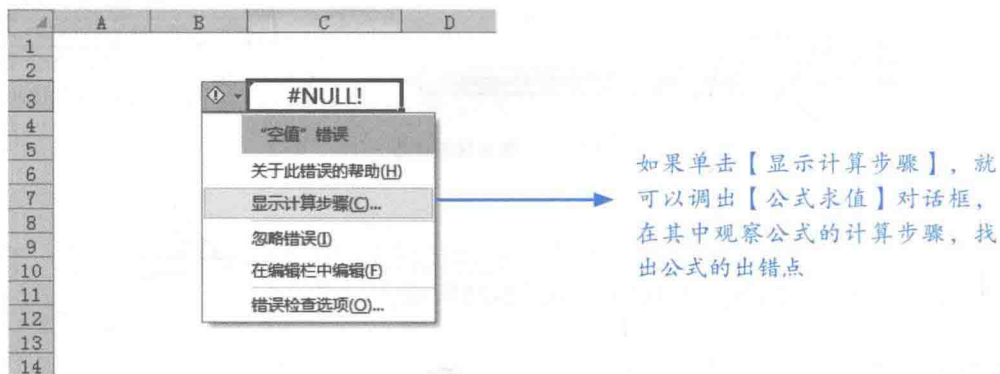 A B C D
1
2
3 #NULL!
4
“空值”错误
5
6
关于此错误的帮助(H)
7
显示计算步骤(C)...
8
9
忽略错误(I)
10
在编辑栏中编辑(F)
11
错误检查选项(O)...
12
13
14
如果单击【显示计算步骤】，就
可以调出【公式求值】对话框，
在其中观察公式的计算步骤，找
出公式的出错点